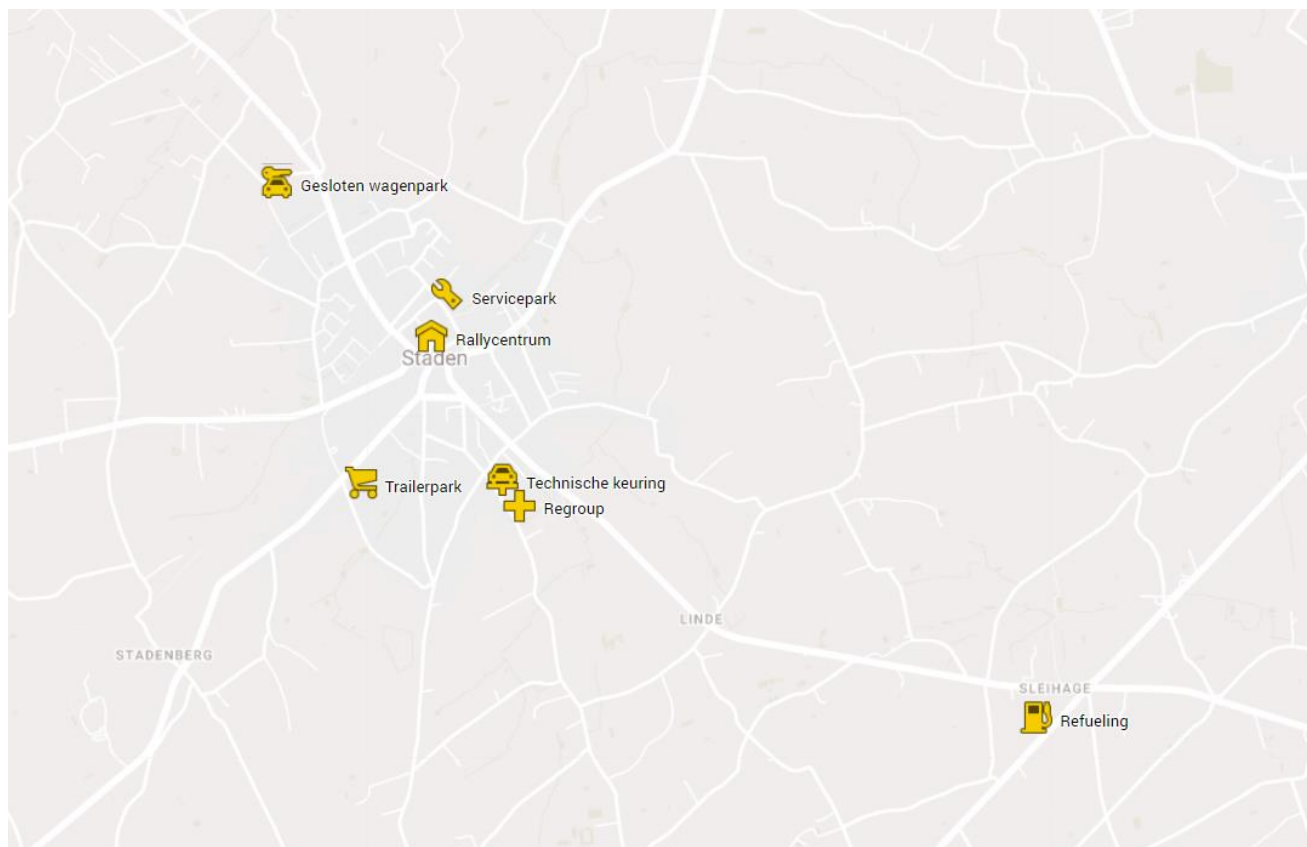 Gesloten wagenpark
Servicepark
Rallycentrum
Staden
Trailerpark
Technische keuring
Regroup
LINDE
STADENBERG
SLEIHAGE
Refueling